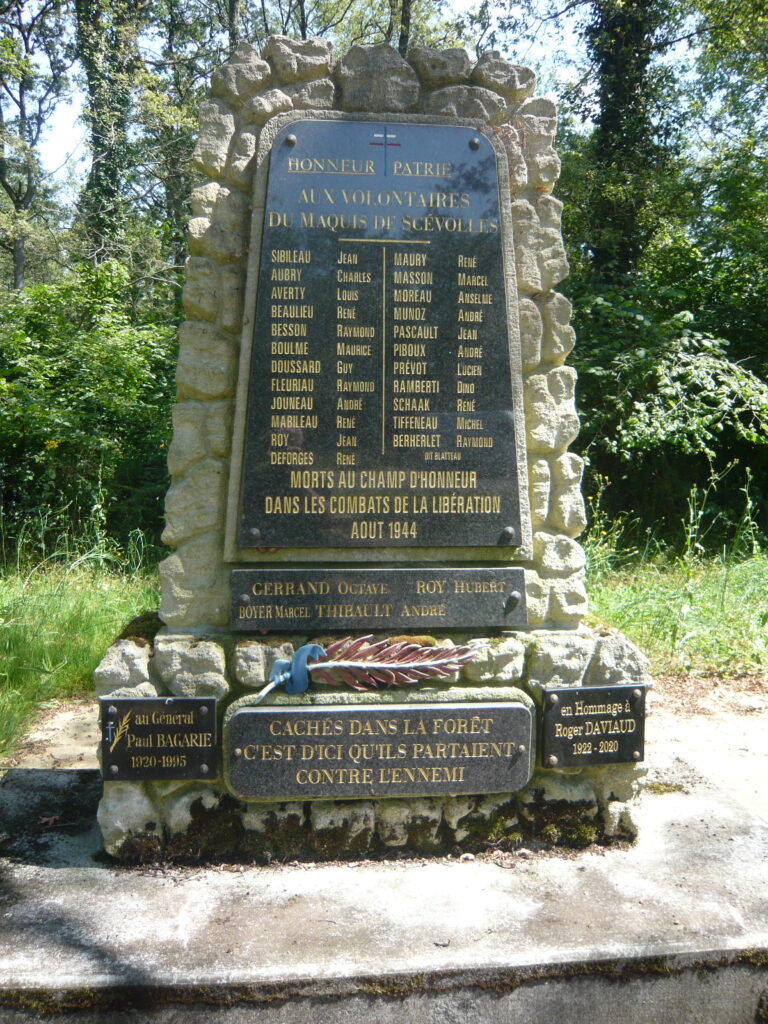 HONNEUR PATRIE
AUX VOLONTAIRES
DU MAQUIS DE SCÉVOLLES
SIBILEAU JEAN
AUBRY CHARLES
AVERTY LOUIS
BEAULIEU RENÉ
BESSON RAYMOND
BOULME MAURICE
DOUSSARD GUY
FLEURIAU RAYMOND
JOUNEAU ANDRÉ
MABILEAU RENÉ
ROY JEAN
DEFORGES RENÉ
MAURY RENÉ
MASSON MARCEL
MOREAU ANSELME
MUNOZ ANDRÉ
PASCAULT JEAN
PIBOUX ANDRÉ
PRÉVOT LUCIEN
RAMBERTI DINO
SCHAAK RENÉ
TIFFENEAU MICHEL
BERHERLET RAYMOND
DIT BLATTEAU
MORTS AU CHAMP D'HONNEUR
DANS LES COMBATS DE LA LIBÉRATION
AOUT 1944
GERRAND OCTAVE ROY HUBERT
BOYER MARCEL THIBAULT ANDRÉ
au Général
Paul BAGARIE
1920-1995
CACHÉS DANS LA FORÊT
C'EST D'ICI QU'ILS PARTAIENT
CONTRE L'ENNEMI
en Hommage à
Roger DAVIAUD
1922-2020